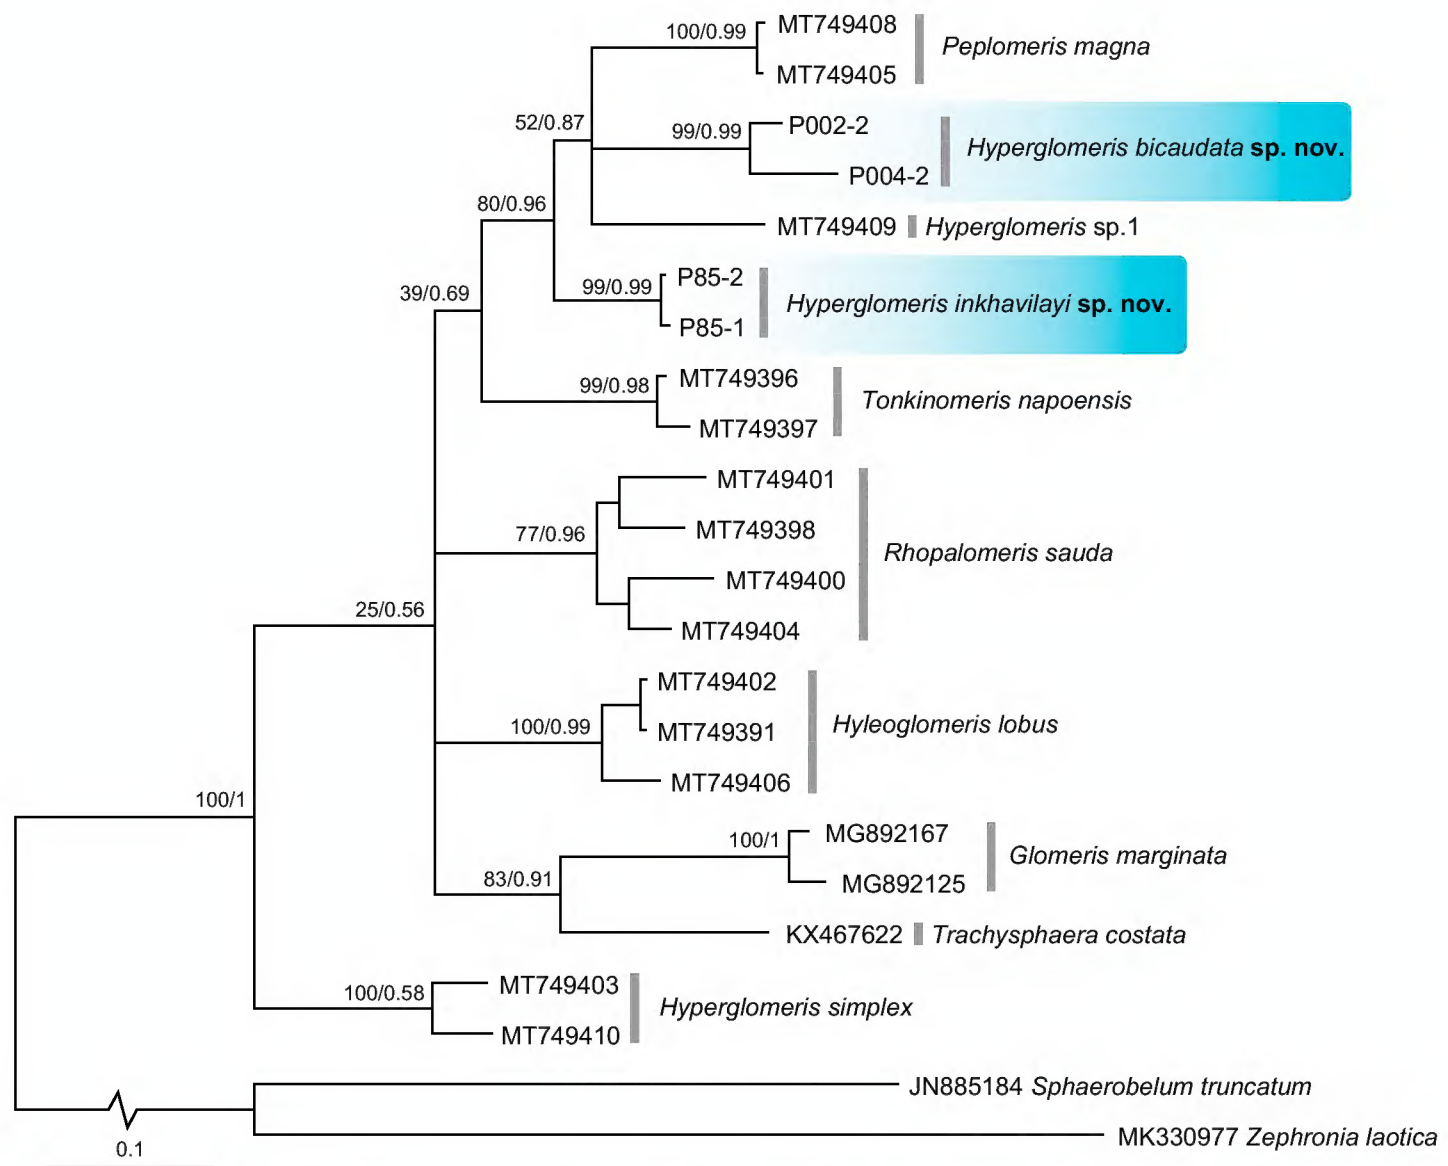 100/0.99
MT749408
MT749405
Peplomeris magna
52/0.87
99/0.99
P002-2
P004-2
Hyperglomeris bicaudata sp. nov.
80/0.96
MT749409 Hyperglomeris sp.1
39/0.69
99/0.99
P85-2
P85-1
Hyperglomeris inkhavilayi sp. nov.
99/0.98
MT749396
MT749397
Tonkinomeris napoensis
77/0.96
MT749401
MT749398
MT749400
MT749404
Rhopalomeris sauda
25/0.56
100/0.99
MT749402
MT749391
MT749406
Hyleoglomeris lobus
100/1
100/1
MG892167
MG892125
Glomeris marginata
83/0.91
KX467622 Trachysphaera costata
100/0.58
MT749403
MT749410
Hyperglomeris simplex
JN885184 Sphaerobelum truncatum
MK330977 Zephronia laotica
0.1